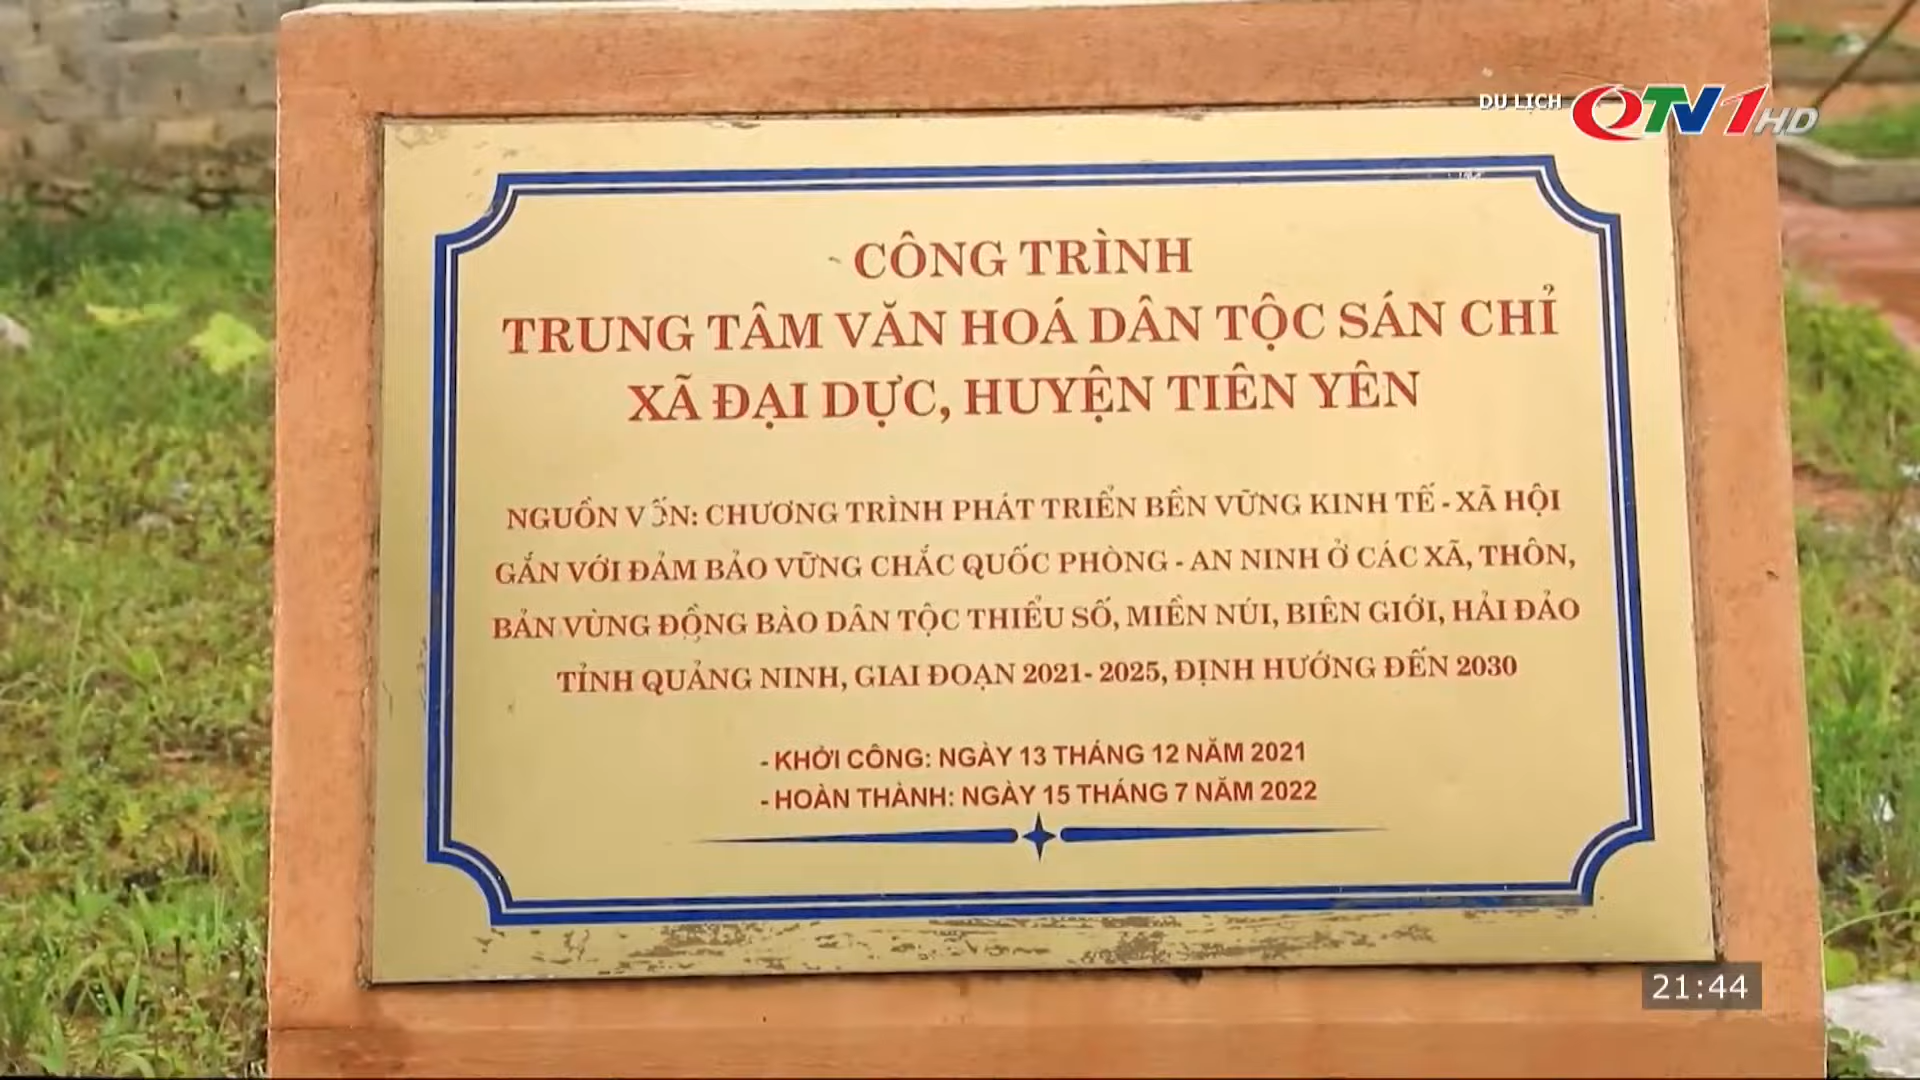 DU LỊCH QTV1HD
CÔNG TRÌNH
TRUNG TÂM VĂN HOÁ DÂN TỘC SÁN CHỈ
XÃ ĐẠI DỰC, HUYỆN TIÊN YÊN
NGUỒN VỐN: CHƯƠNG TRÌNH PHÁT TRIỂN BỀN VỮNG KINH TẾ - XÃ HỘI
GẮN VỚI ĐẢM BẢO VỮNG CHẮC QUỐC PHÒNG - AN NINH Ở CÁC XÃ, THÔN,
BẢN VÙNG ĐỒNG BÀO DÂN TỘC THIỂU SỐ, MIỀN NÚI, BIÊN GIỚI, HẢI ĐẢO
TỈNH QUẢNG NINH, GIAI ĐOẠN 2021- 2025, ĐỊNH HƯỚNG ĐẾN 2030
- KHỞI CÔNG: NGÀY 13 THÁNG 12 NĂM 2021
- HOÀN THÀNH: NGÀY 15 THÁNG 7 NĂM 2022
21:44